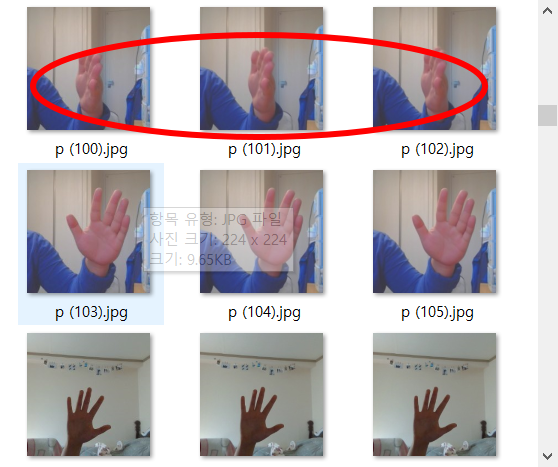 p (100).jpg
p (101).jpg
p (102).jpg
항목 유형: JPG 파일
사진 크기: 224 x 224
크기: 9.65KB
p (103).jpg
p (104).jpg
p (105).jpg